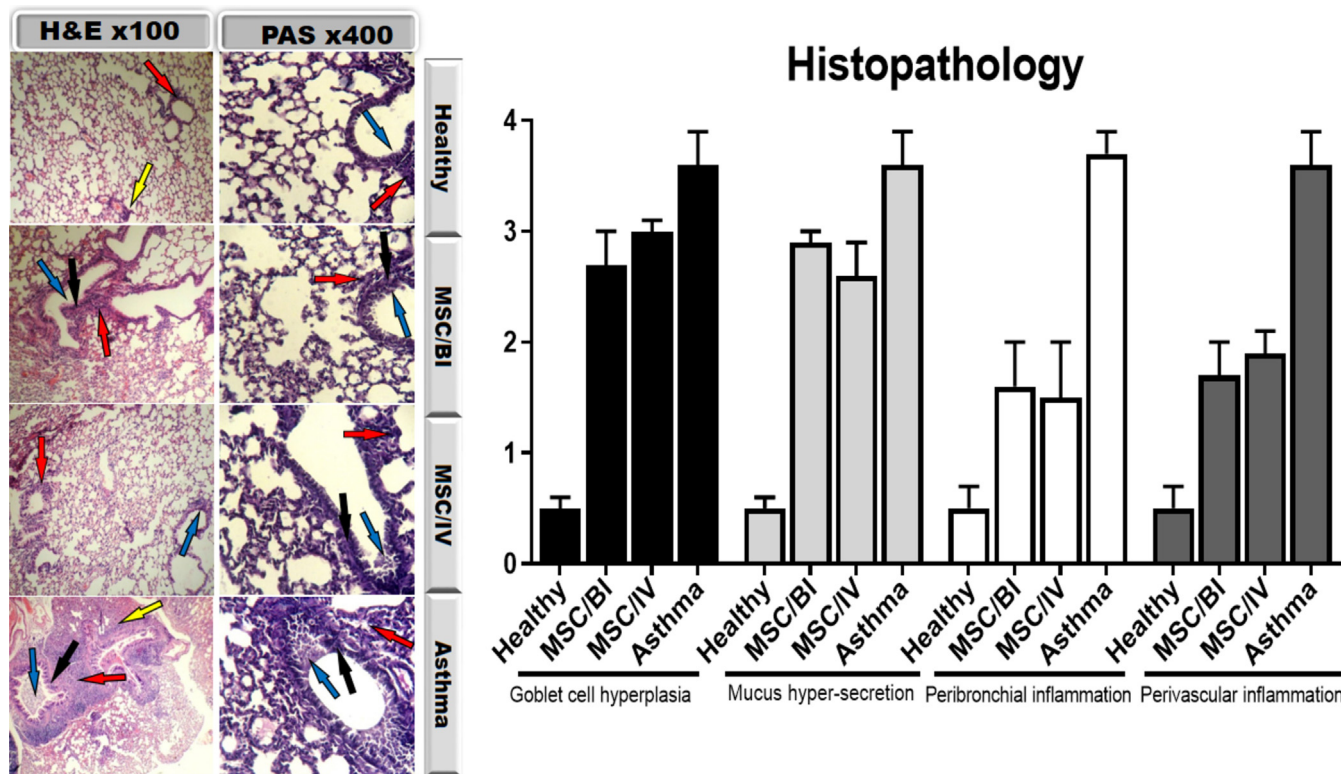 H&E x100
PAS x400
Healthy
MSC/BI
MSC/IV
Asthma
Histopathology
4
3
2
1
0
Healthy
MSC/BI
MSC/IV
Asthma
Healthy
MSC/BI
MSC/IV
Asthma
Healthy
MSC/BI
MSC/IV
Asthma
Healthy
MSC/BI
MSC/IV
Asthma
Goblet cell hyperplasia
Mucus hyper-secretion
Peribronchial inflammation
Perivascular inflammation